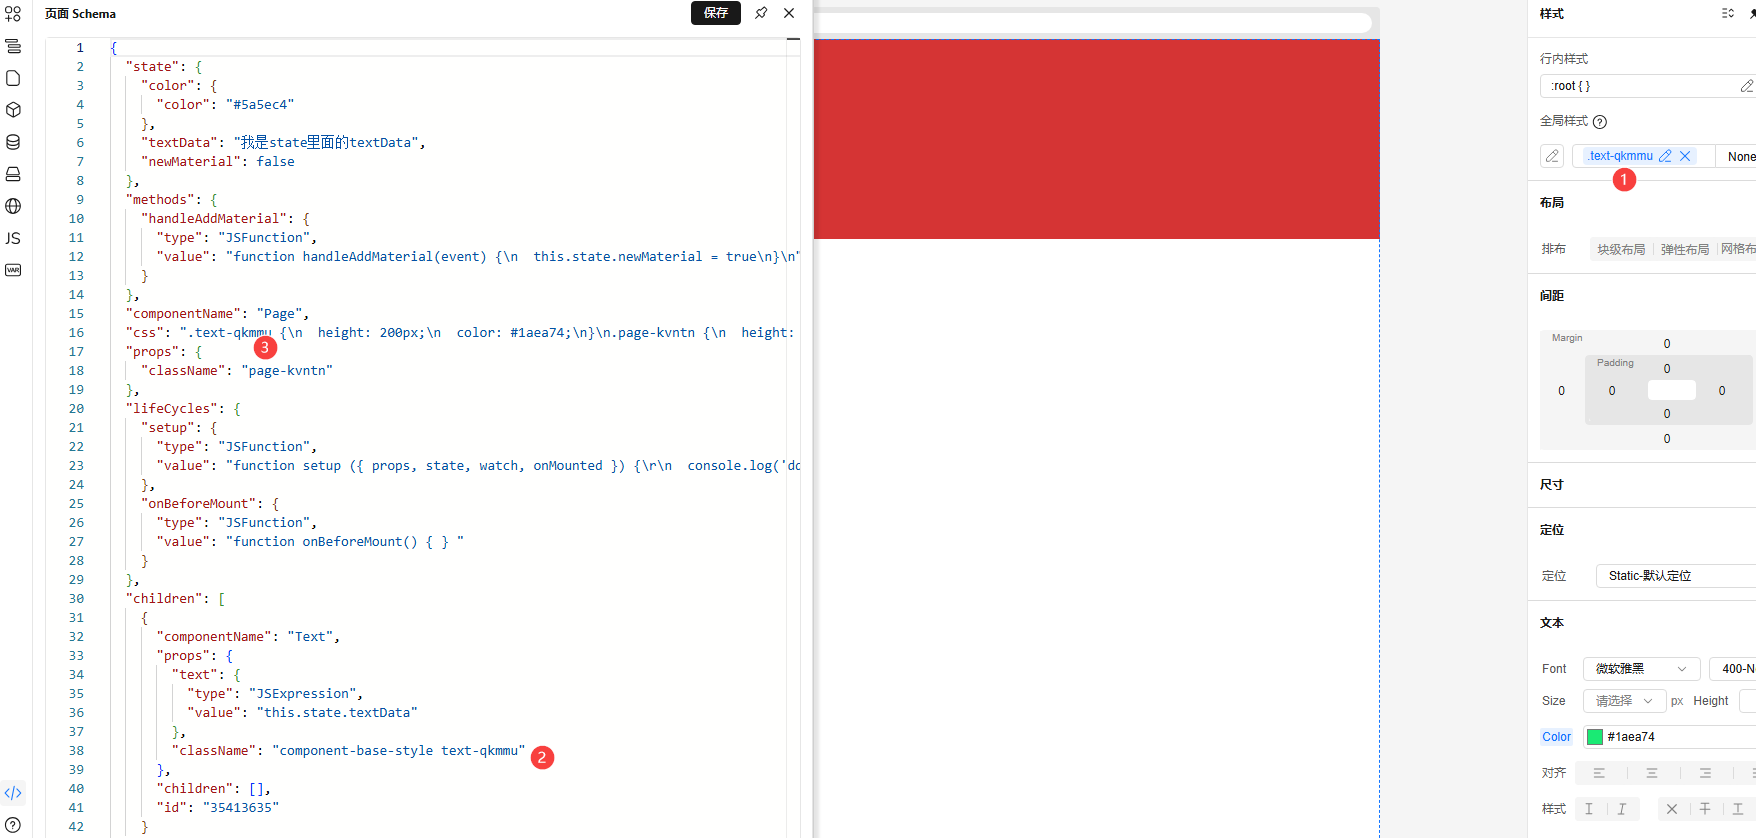 页面 Schema
保存
1 {
2 "state": {
3 "color": {
4 "color": "#5a5ec4"
5 },
6 "textData": "我是state里面的textData",
7 "newMaterial": false
8 },
9 "methods": {
10 "handleAddMaterial": {
11 "type": "JSFunction",
12 "value": "function handleAddMaterial(event) {\n  this.state.newMaterial = true\n}\n"
13 }
14 },
15 "componentName": "Page",
16 "css": ".text-qkmmu {\n  height: 200px;\n  color: #1aea74;\n}\n.page-kvntn {\n  height:
3
17 "props": {
18 "className": "page-kvntn"
19 },
20 "lifeCycles": {
21 "setup": {
22 "type": "JSFunction",
23 "value": "function setup ({ props, state, watch, onMounted }) {\r\n  console.log('do
24 },
25 "onBeforeMount": {
26 "type": "JSFunction",
27 "value": "function onBeforeMount() { } "
28 }
29 },
30 "children": [
31 {
32 "componentName": "Text",
33 "props": {
34 "text": {
35 "type": "JSExpression",
36 "value": "this.state.textData"
37 },
38 "className": "component-base-style text-qkmmu"
2
39 },
40 "children": [],
41 "id": "35413635"
42 }
JS
VAR
样式
行内样式
:root { }
全局样式
.text-qkmmu
None
1
布局
排布 块级布局 弹性布局 网格布
间距
Margin
0
Padding
0
0 0 0 0
0
0
尺寸
定位
定位 Static-默认定位
文本
Font 微软雅黑 400-N
Size 请选择 px Height
Color #1aea74
对齐
样式